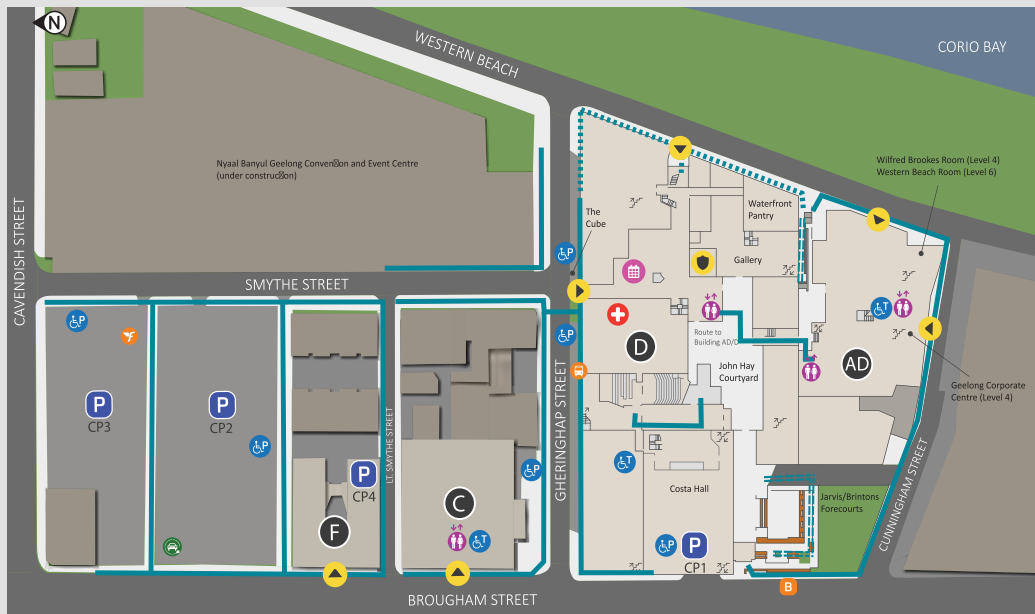 N
WESTERN BEACH
CORIO BAY
Nyaal Banyul Geelong Conven�on and Event Centre
(under construc�on)
Wilfred Brookes Room (Level 4)
Western Beach Room (Level 6)
The
Cube
Waterfront
Pantry
Gallery
CAVENDISH STREET
SMYTHE STREET
P
P
T
P
P
D
Route to
Building AD/D
John Hay
Courtyard
AD
Geelong Corporate
Centre (Level 4)
P
CP3
P
CP2
P
P
CP4
LT. SMYTHE STREET
GHERINGHAP STREET
P
T
C
F
T
Costa Hall
Jarvis/Brintons
Forecourts
CUNNINGHAM STREET
P
P
CP1
B
BROUGHAM STREET